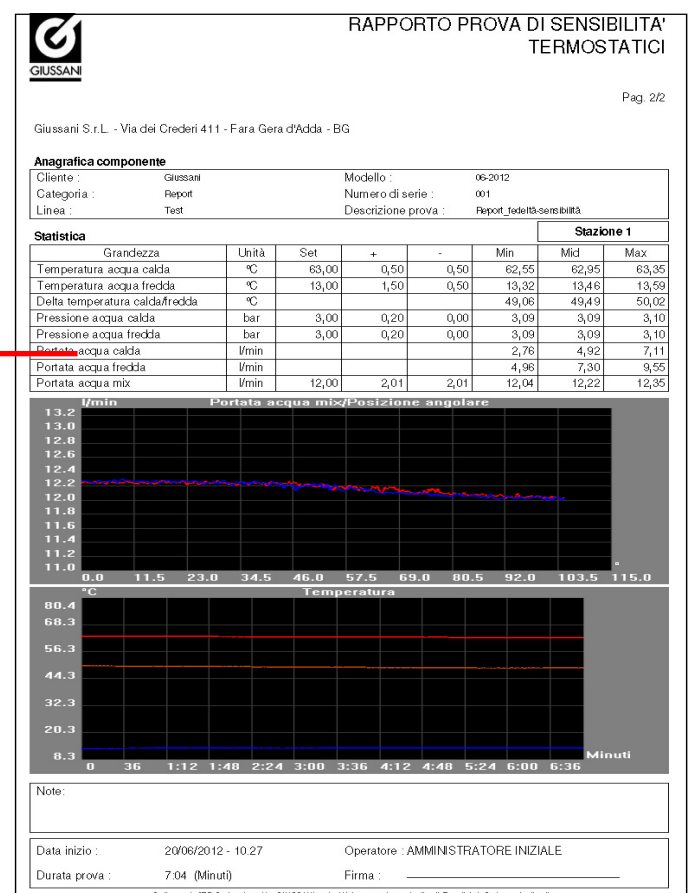 RAPPORTO PROVA DI SENSIBILITA'
TERMOSTATICI
GIUSSANI
Pag. 2/2
Giussani S.r.L. - Via dei Crederi 411 - Fara Gera d'Adda - BG
Anagrafica componente
Cliente : Giussani Modello : 06-2012
Categoria : Report Numero di serie : 001
Linea : Test Descrizione prova : Report_fedeltà-sensibilità
Statistica Stazione 1
Grandezza Unità Set + - Min Mid Max
Temperatura acqua calda ºC 63,00 0,50 0,50 62,55 62,95 63,35
Temperatura acqua fredda ºC 13,00 1,50 0,50 13,32 13,46 13,59
Delta temperatura calda/fredda ºC 49,06 49,49 50,02
Pressione acqua calda bar 3,00 0,20 0,00 3,09 3,09 3,10
Pressione acqua fredda bar 3,00 0,20 0,00 3,09 3,09 3,10
Portata acqua calda l/min 2,76 4,92 7,11
Portata acqua fredda l/min 4,96 7,30 9,55
Portata acqua mix l/min 12,00 2,01 2,01 12,04 12,22 12,35
l/min Portata acqua mix/Posizione angolare
13.2
13.0
12.8
12.6
12.4
12.2
12.0
11.8
11.6
11.4
11.2
11.0 °
0.0 11.5 23.0 34.5 46.0 57.5 69.0 80.5 92.0 103.5 115.0
°C Temperatura
80.4
68.3
56.3
44.3
32.3
20.3
8.3 Minuti
0 36 1:12 1:48 2:24 3:00 3:36 4:12 4:48 5:24 6:00 6:36
Note:
Data inizio : 20/06/2012 - 10.27 Operatore : AMMINISTRATORE INIZIALE
Durata prova : 7:04 (Minuti) Firma :